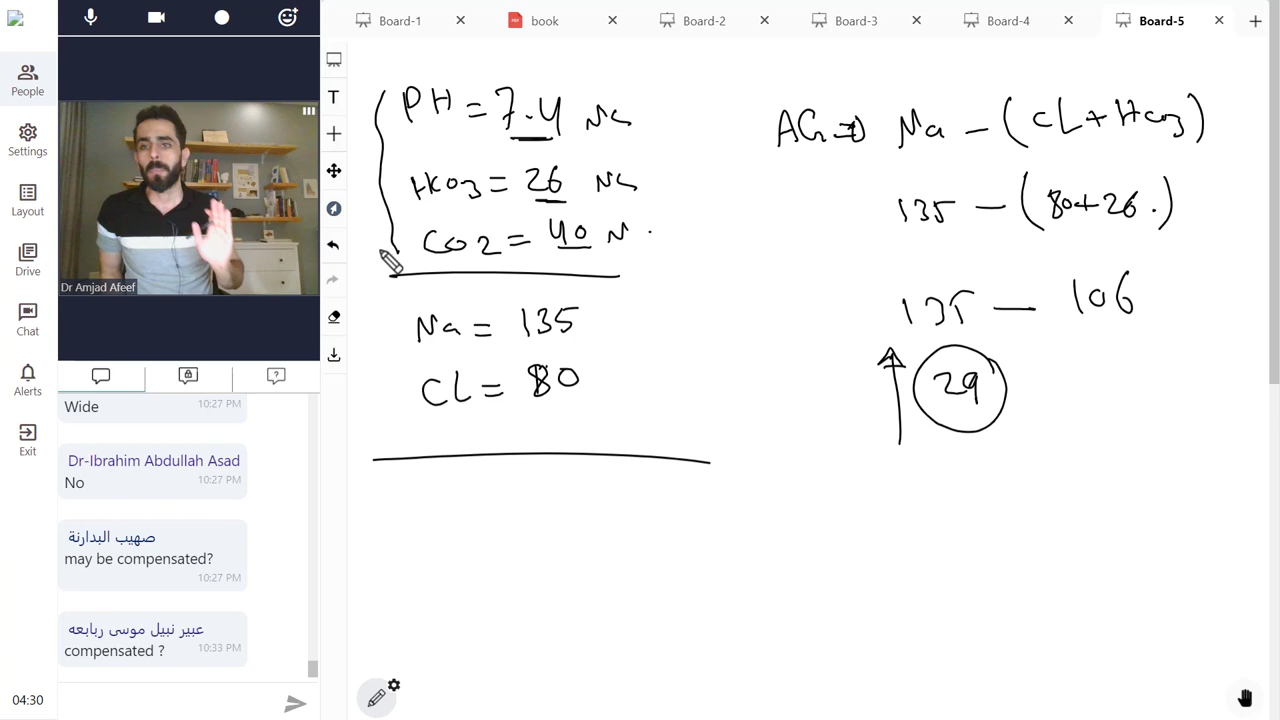 Board-1
book
Board-2
Board-3
Board-4
Board-5
People
Settings
Layout
Drive
Chat
Alerts
Exit
04:30
Dr Amjad Afeef
Wide
10:27 PM
Dr-Ibrahim Abdullah Asad
No
10:27 PM
صهيب البدارنة
may be compensated?
10:27 PM
عبير نبيل موسى ربابعه
compensated ?
10:33 PM
T
PH = 7.4
HCO3 = 26
CO2 = 40 N.
Na = 135
CL = 80
AG ⇒ Na - (CL + HCO3)
135 - (80+26.)
135 - 106
29